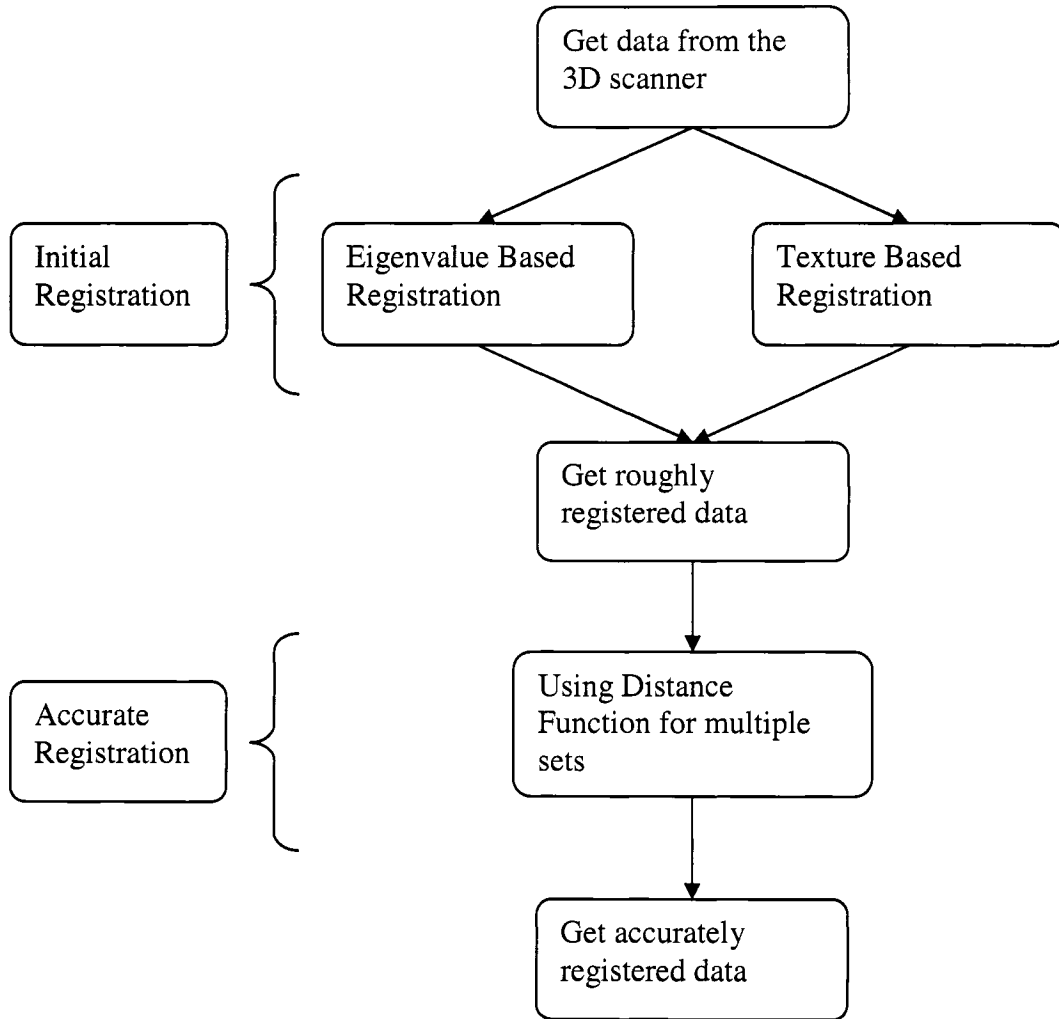 Get data from the
3D scanner
Initial
Registration
Eigenvalue Based
Registration
Texture Based
Registration
Get roughly
registered data
Accurate
Registration
Using Distance
Function for multiple
sets
Get accurately
registered data